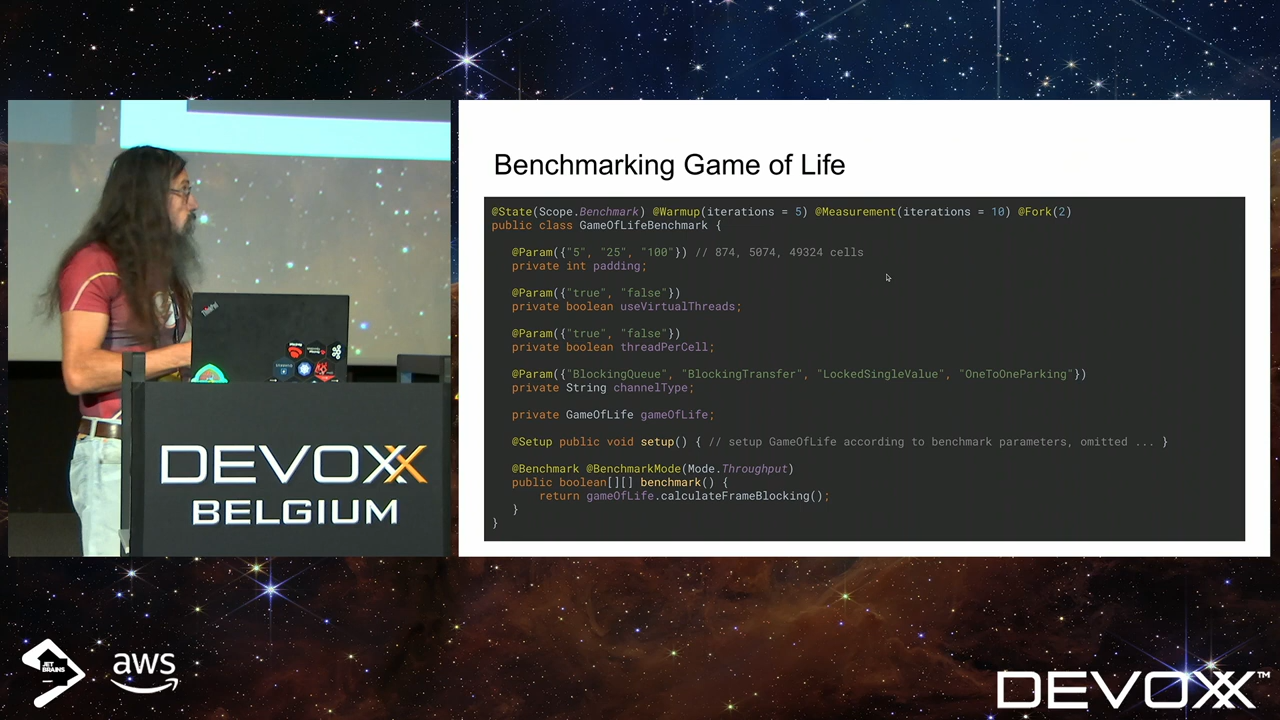 Benchmarking Game of Life
@State(Scope.Benchmark) @Warmup(iterations = 5) @Measurement(iterations = 10) @Fork(2)
public class GameOfLifeBenchmark {
@Param({"5", "25", "100"}) // 874, 5074, 49324 cells
private int padding;
@Param({"true", "false"})
private boolean useVirtualThreads;
@Param({"true", "false"})
private boolean threadPerCell;
@Param({"BlockingQueue", "BlockingTransfer", "LockedSingleValue", "OneToOneParking"})
private String channelType;
private GameOfLife gameOfLife;
@Setup public void setup() { // setup GameOfLife according to benchmark parameters, omitted ... }
@Benchmark @BenchmarkMode(Mode.Throughput)
public boolean[][] benchmark() {
return gameOfLife.calculateFrameBlocking();
}
}
ThinkPad
DEVOXX
BELGIUM
JET
BRAINS
aws
DEVOXX™